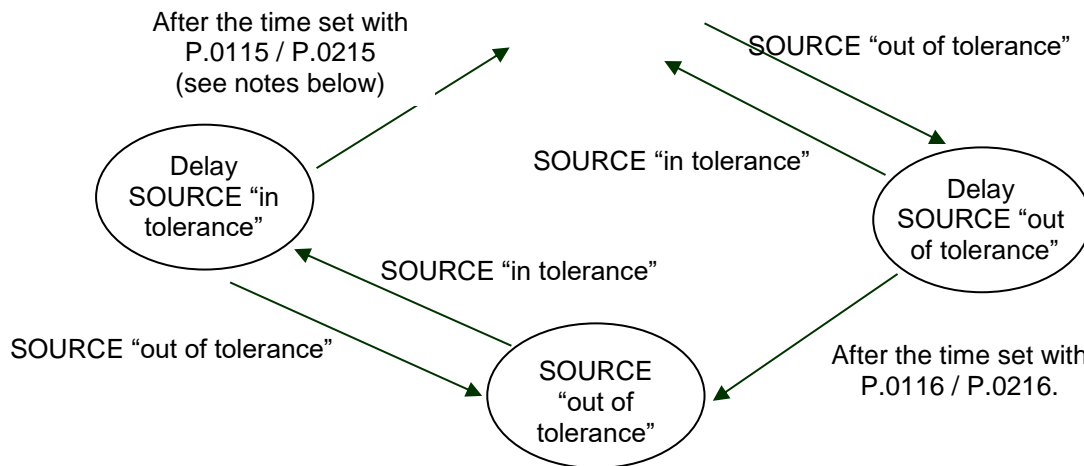 After the time set with
P.0115 / P.0215
(see notes below)
SOURCE “out of tolerance”
SOURCE “in tolerance”
Delay
SOURCE “in
tolerance”
Delay
SOURCE “out
of tolerance”
SOURCE “in tolerance”
SOURCE “out of tolerance”
SOURCE
“out of
tolerance”
After the time set with
P.0116 / P.0216.